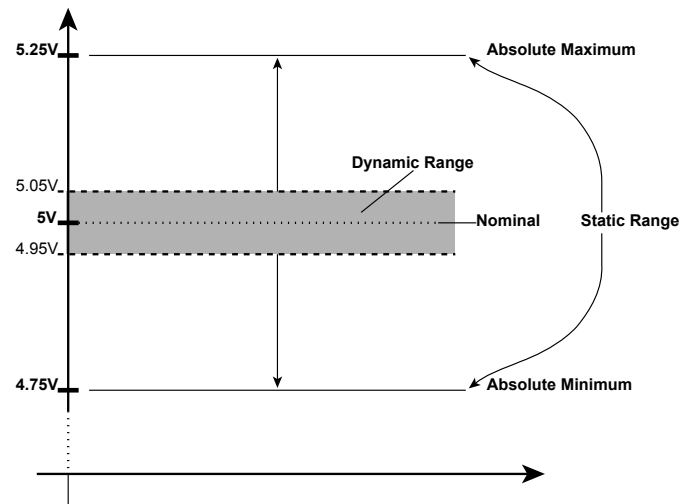 5.25V
Absolute Maximum
Dynamic Range
5.05V
5V
Nominal
Static Range
4.95V
4.75V
Absolute Minimum